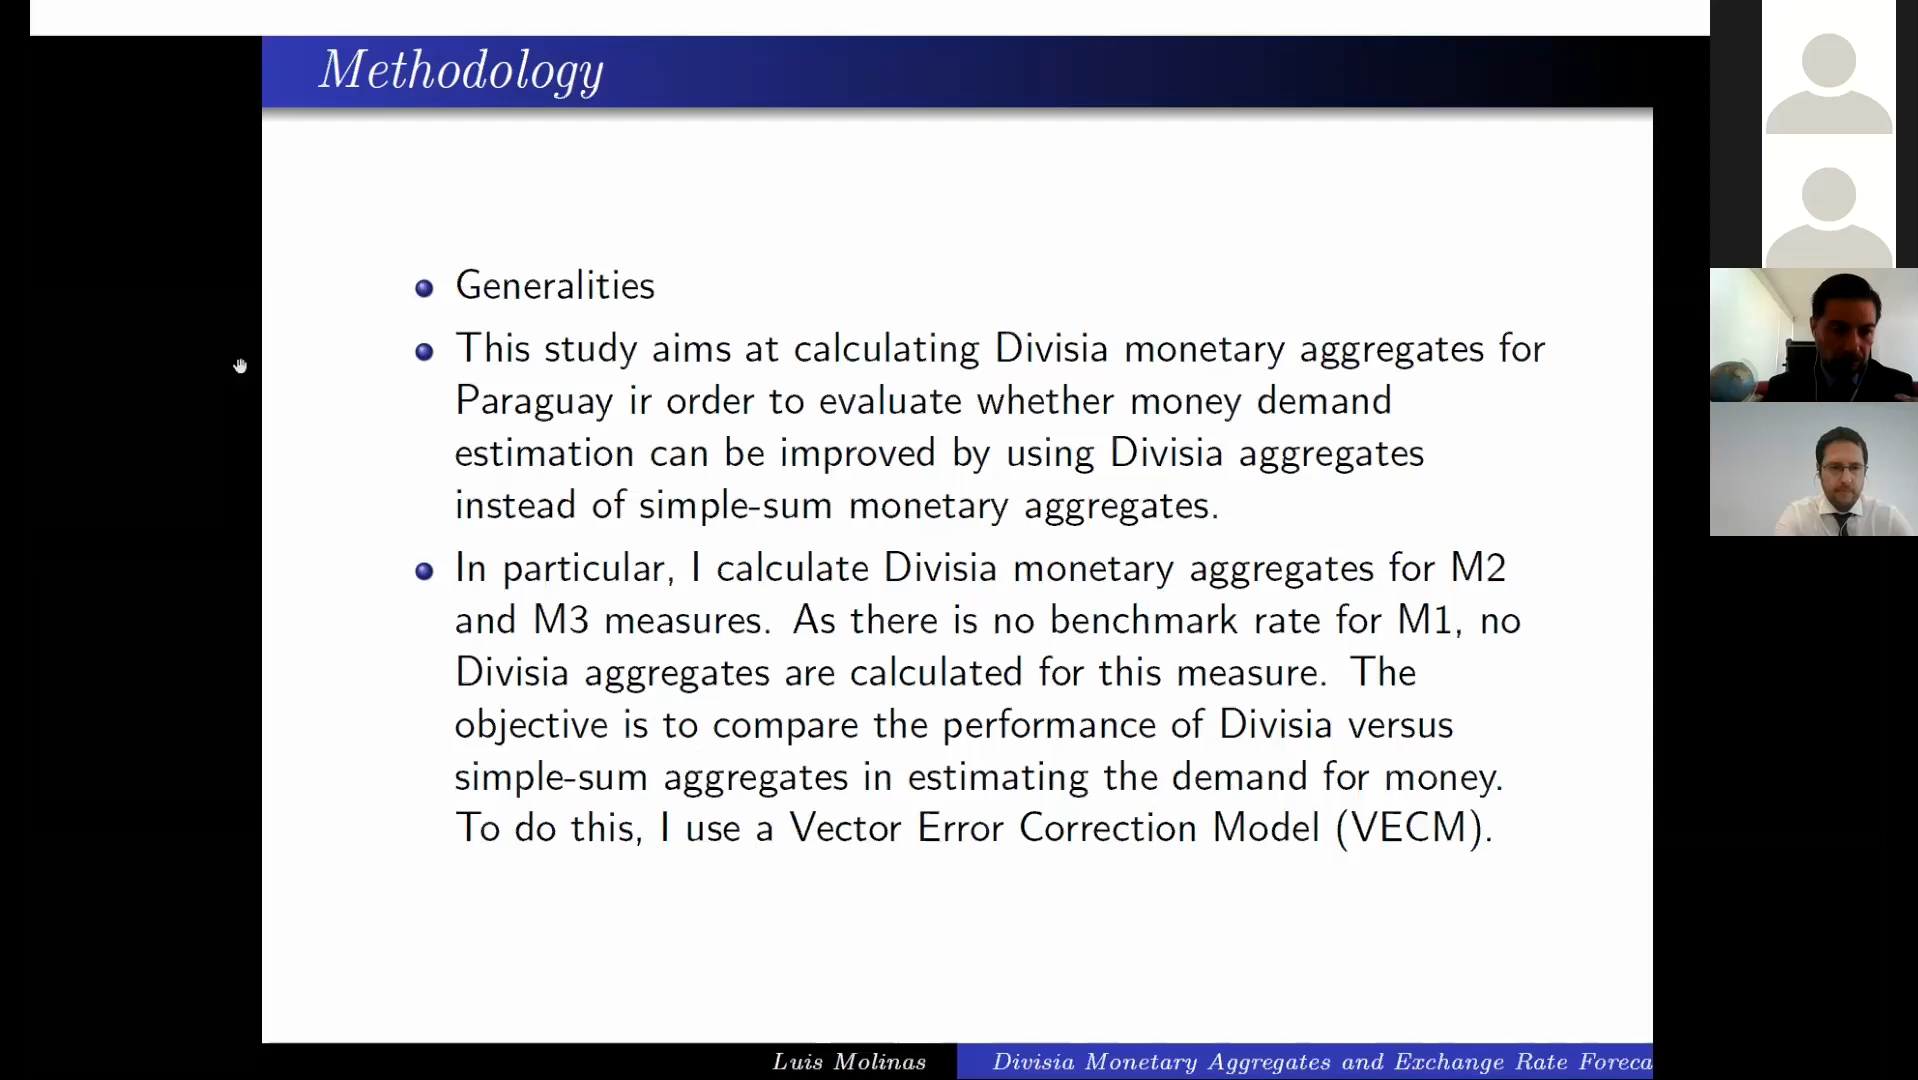 Methodology
Generalities
This study aims at calculating Divisia monetary aggregates for
Paraguay ir order to evaluate whether money demand
estimation can be improved by using Divisia aggregates
instead of simple-sum monetary aggregates.
In particular, I calculate Divisia monetary aggregates for M2
and M3 measures. As there is no benchmark rate for M1, no
Divisia aggregates are calculated for this measure. The
objective is to compare the performance of Divisia versus
simple-sum aggregates in estimating the demand for money.
To do this, I use a Vector Error Correction Model (VECM).
Luis Molinas
Divisia Monetary Aggregates and Exchange Rate Foreca